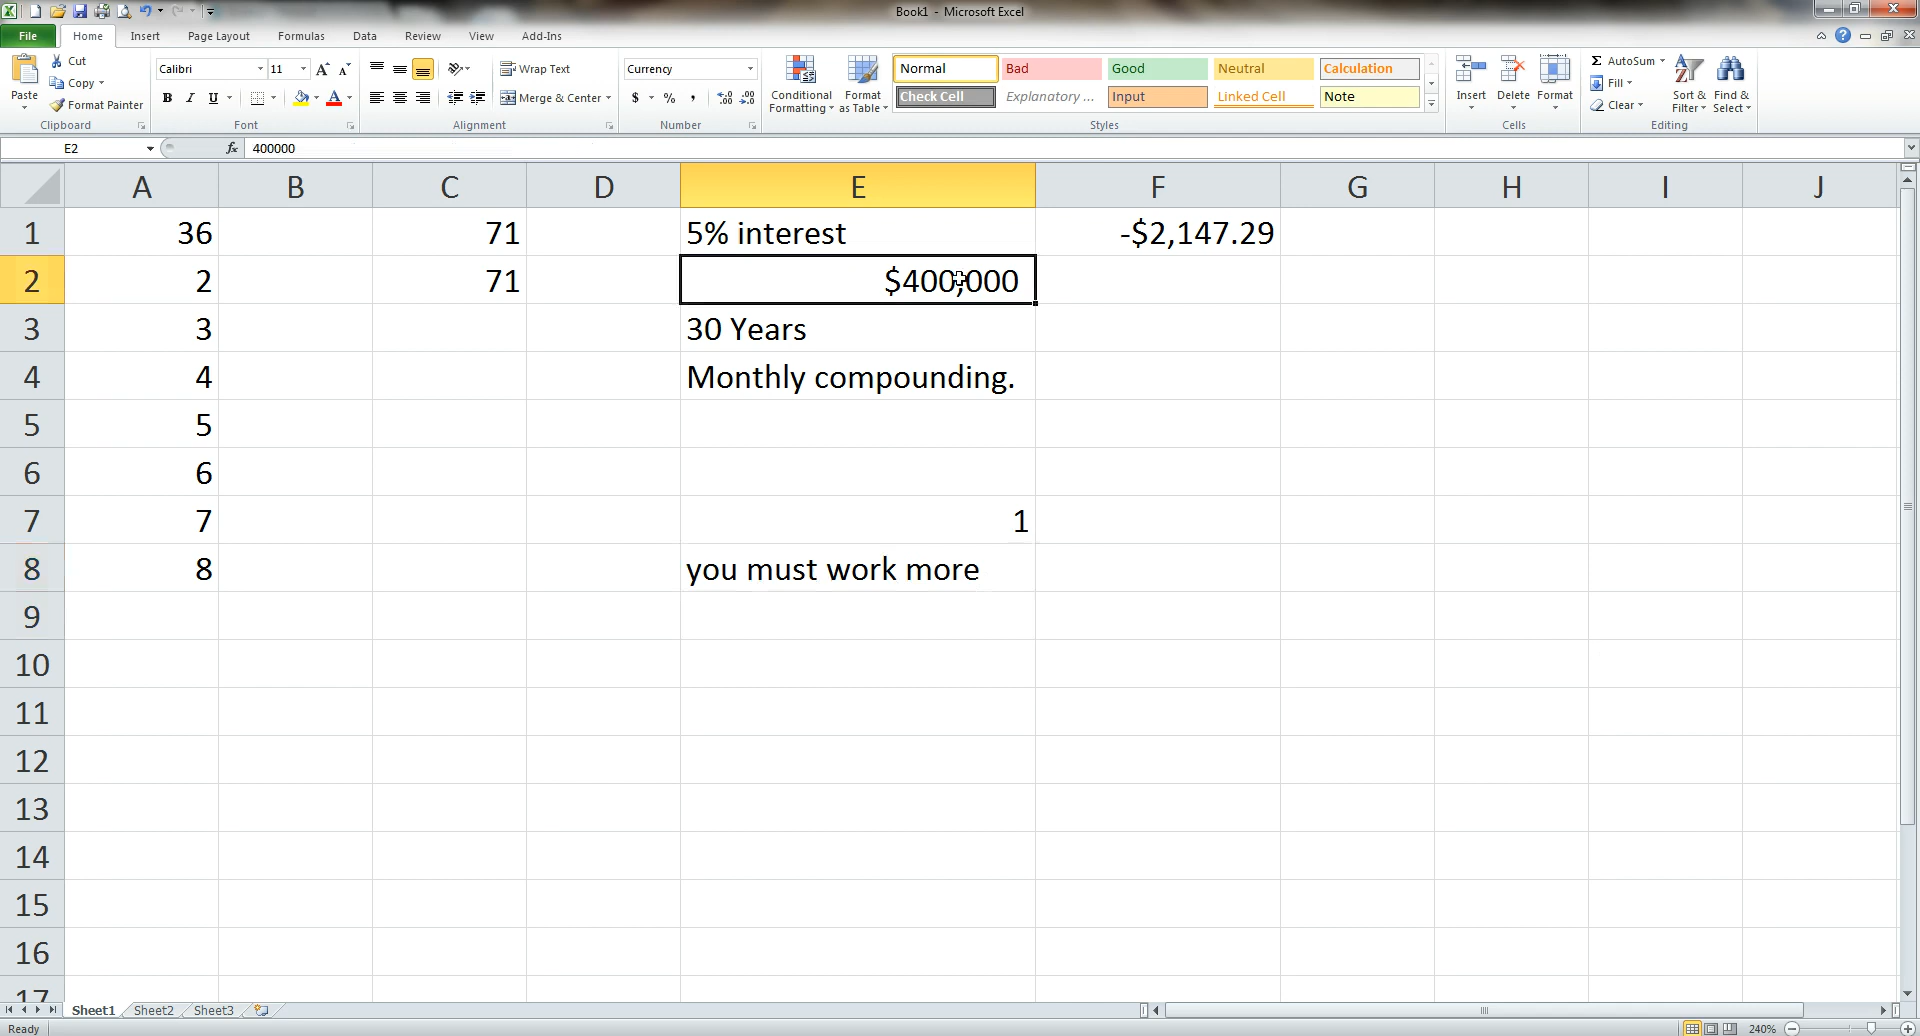 Book1 - Microsoft Excel
File Home Insert Page Layout Formulas Data Review View Add-Ins
Paste
Cut
Copy
Format Painter
Clipboard
Calibri 11
B I U
Font
Wrap Text
Merge & Center
Alignment
Currency
$ % ,
Number
Conditional Formatting
Format as Table
Normal Bad Good Neutral Calculation
Check Cell Explanatory ... Input Linked Cell Note
Styles
Insert Delete Format
Cells
AutoSum
Fill
Clear
Sort & Filter
Find & Select
Editing
E2 fx 400000
A B C D E F G H I J
1 36 71 5% interest -$2,147.29
2 2 71 $400,000
3 3 30 Years
4 4 Monthly compounding.
5 5
6 6
7 7 1
8 8 you must work more
9
10
11
12
13
14
15
16
17
Sheet1 Sheet2 Sheet3
Ready 240%